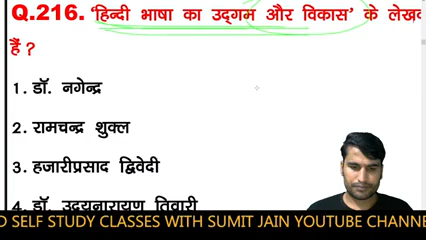 Q.216. 'हिन्दी भाषा का उद्गम और विकास' के लेखक
हैं ?
1. डॉ. नगेन्द्र
2. रामचन्द्र शुक्ल
3. हजारीप्रसाद द्विवेदी
4. डॉ. उदयनारायण तिवारी
D SELF STUDY CLASSES WITH SUMIT JAIN YOUTUBE CHANNE